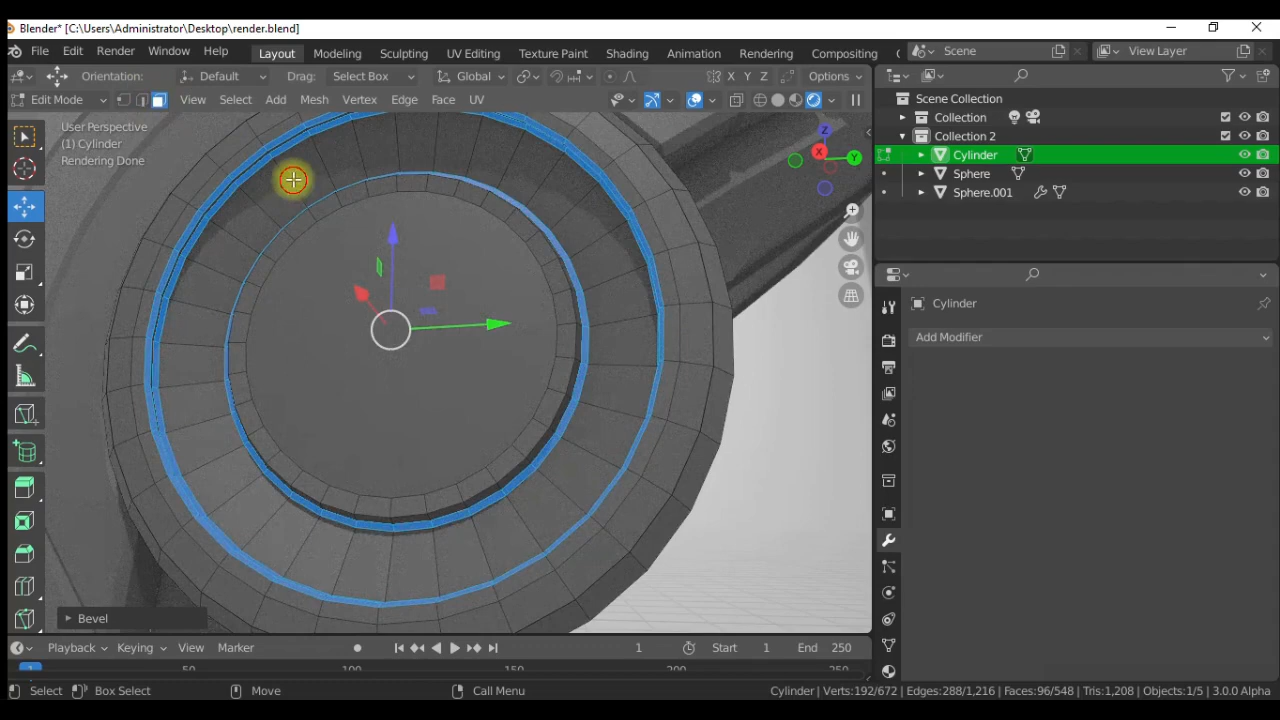 Blender* [C:\Users\Administrator\Desktop\render.blend]
File Edit Render Window Help Layout Modeling Sculpting UV Editing Texture Paint Shading Animation Rendering Compositing Scene View Layer
Orientation: Default Drag: Select Box Global X Y Z Options
Edit Mode View Select Add Mesh Vertex Edge Face UV
User Perspective
(1) Cylinder
Rendering Done
Z
X
Y
Scene Collection
Collection
Collection 2
Cylinder
Sphere
Sphere.001
Cylinder
Add Modifier
Bevel
Playback Keying View Marker 1 Start 1 End 250
1 50 100 150 200 250
Select Box Select Move Call Menu Cylinder | Verts:192/672 | Edges:288/1,216 | Faces:96/548 | Tris:1,208 | Objects:1/5 | 3.0.0 Alpha